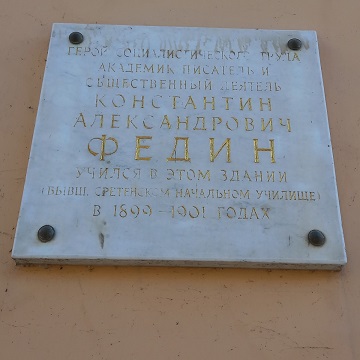 ГЕРОЙ СОЦИАЛИСТИЧЕСКОГО ТРУДА
АКАДЕМИК ПИСАТЕЛЬ И
ОБЩЕСТВЕННЫЙ ДЕЯТЕЛЬ
КОНСТАНТИН
АЛЕКСАНДРОВИЧ
ФЕДИН
УЧИЛСЯ В ЭТОМ ЗДАНИИ
(БЫВШ. СРЕТЕНСКОМ НАЧАЛЬНОМ УЧИЛИЩЕ)
В 1899-1901 ГОДАХ